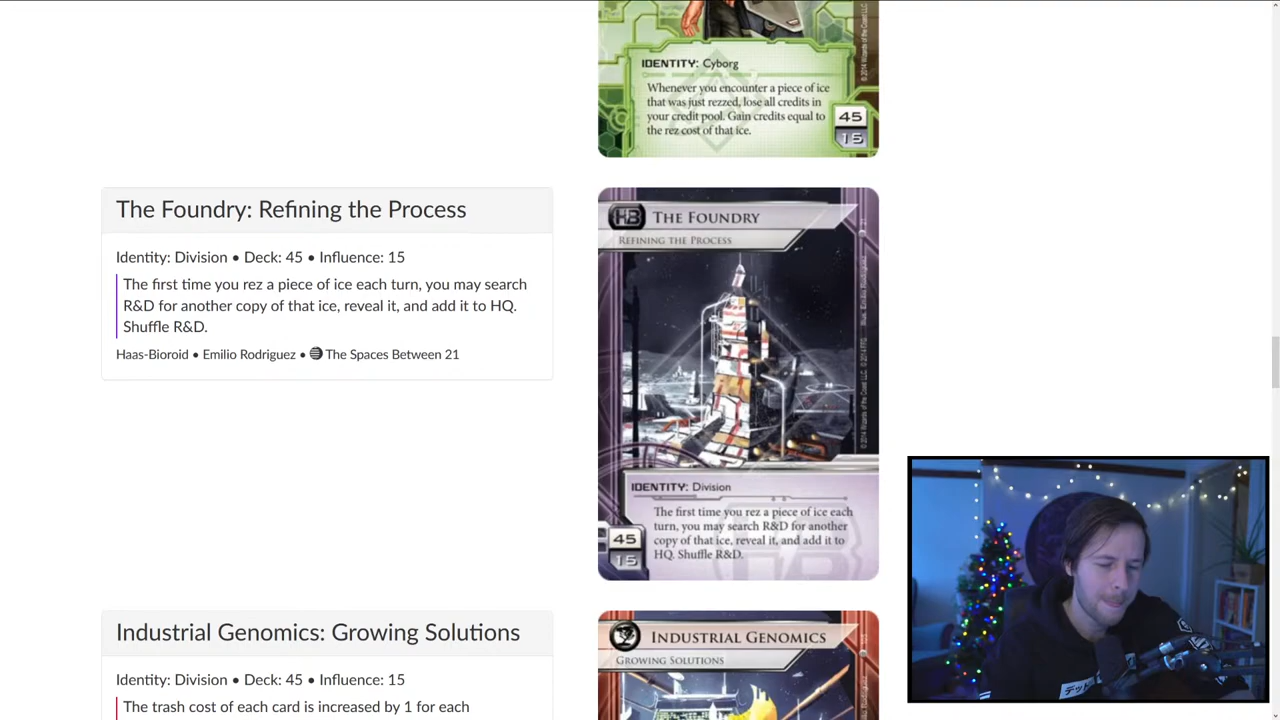 IDENTITY: Cyborg
Whenever you encounter a piece of ice
that was just rezzed, lose all credits in
your credit pool. Gain credits equal to
the rez cost of that ice.
45
15
The Foundry: Refining the Process
Identity: Division • Deck: 45 • Influence: 15
The first time you rez a piece of ice each turn, you may search
R&D for another copy of that ice, reveal it, and add it to HQ.
Shuffle R&D.
Haas-Bioroid • Emilio Rodriguez • The Spaces Between 21
HB
THE FOUNDRY
REFINING THE PROCESS
IDENTITY: Division
The first time you rez a piece of ice each
turn, you may search R&D for another
copy of that ice, reveal it, and add it to
HQ. Shuffle R&D.
45
15
Industrial Genomics: Growing Solutions
Identity: Division • Deck: 45 • Influence: 15
The trash cost of each card is increased by 1 for each
INDUSTRIAL GENOMICS
GROWING SOLUTIONS